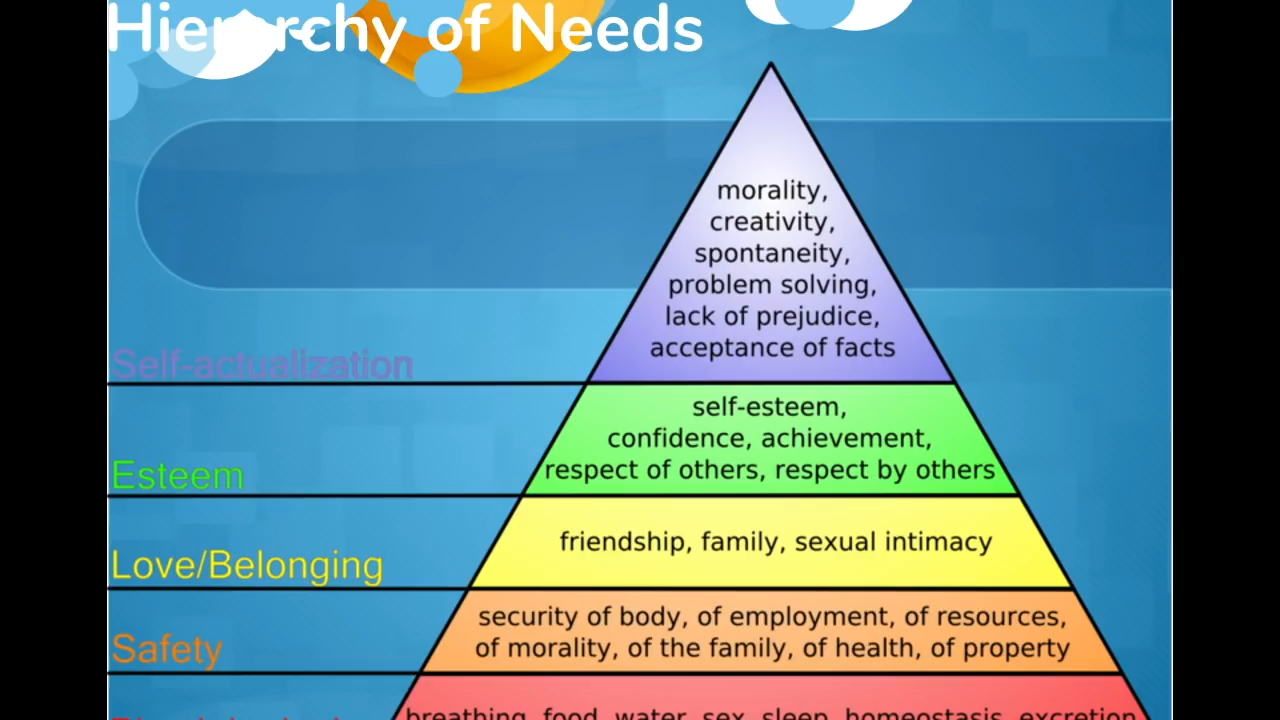 Hierarchy of Needs
morality,
creativity,
spontaneity,
problem solving,
lack of prejudice,
acceptance of facts
Self-actualization
self-esteem,
confidence, achievement,
respect of others, respect by others
Esteem
friendship, family, sexual intimacy
Love/Belonging
security of body, of employment, of resources,
of morality, of the family, of health, of property
Safety
breathing, food, water, sex, sleep, homeostasis, excretion